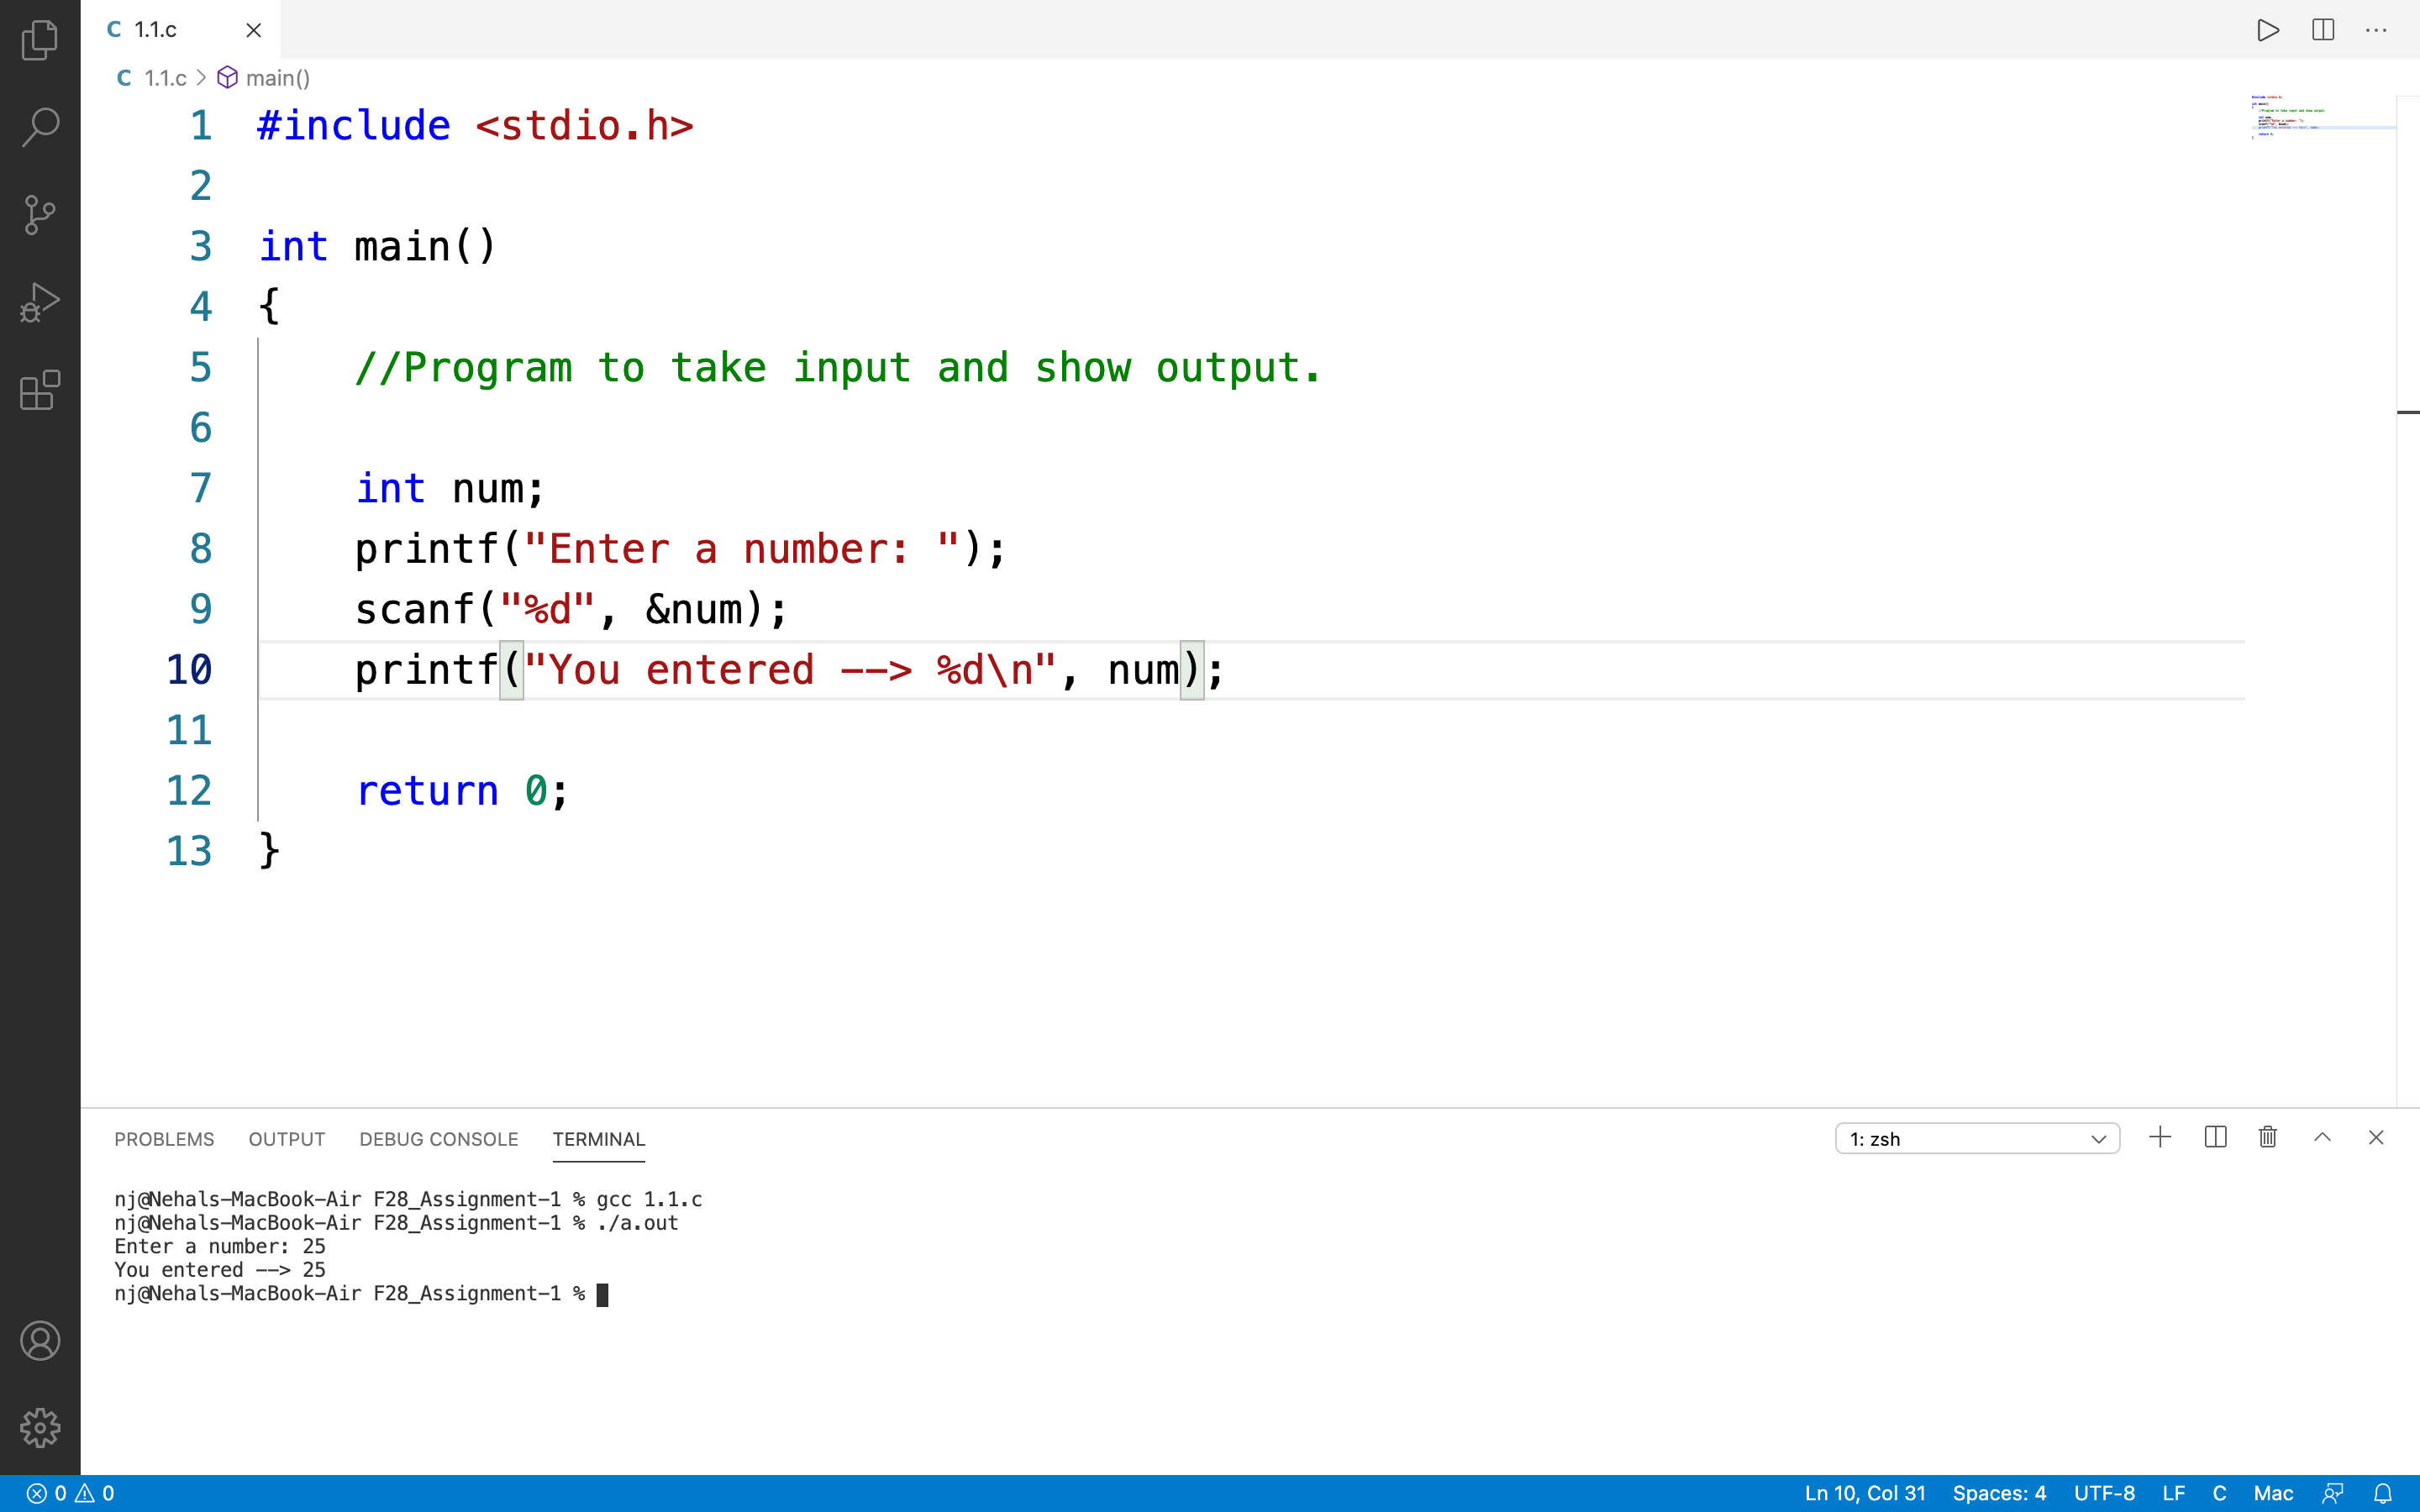 C 1.1.c
C 1.1.c > main()
1 #include <stdio.h>
2
3 int main()
4 {
5     //Program to take input and show output.
6
7     int num;
8     printf("Enter a number: ");
9     scanf("%d", &num);
10     printf("You entered --> %d\n", num);
11
12     return 0;
13 }
PROBLEMS OUTPUT DEBUG CONSOLE TERMINAL 1: zsh
nj@Nehals-MacBook-Air F28_Assignment-1 % gcc 1.1.c
nj@Nehals-MacBook-Air F28_Assignment-1 % ./a.out
Enter a number: 25
You entered --> 25
nj@Nehals-MacBook-Air F28_Assignment-1 %
0 0 Ln 10, Col 31 Spaces: 4 UTF-8 LF C Mac